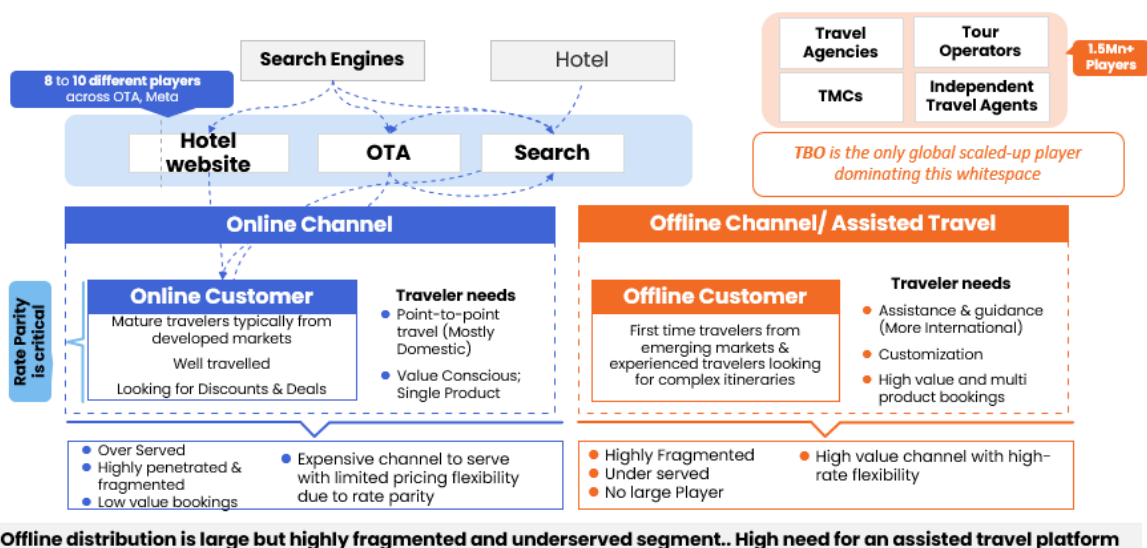 Search Engines
Hotel
8 to 10 different players
across OTA, Meta
Hotel
website
OTA
Search
Travel
Agencies
Tour
Operators
TMCs
Independent
Travel Agents
1.5Mn+
Players
TBO is the only global scaled-up player
dominating this whitespace
Online Channel
Rate Parity
is critical
Online Customer
Mature travelers typically from
developed markets
Well travelled
Looking for Discounts & Deals
Traveler needs
Point-to-point
travel (Mostly
Domestic)
Value Conscious;
Single Product
Over Served
Highly penetrated &
fragmented
Low value bookings
Expensive channel to serve
with limited pricing flexibility
due to rate parity
Offline Channel/ Assisted Travel
Offline Customer
First time travelers from
emerging markets &
experienced travelers looking
for complex itineraries
Traveler needs
Assistance & guidance
(More International)
Customization
High value and multi
product bookings
Highly Fragmented
Under served
No large Player
High value channel with high-
rate flexibility
Offline distribution is large but highly fragmented and underserved segment.. High need for an assisted travel platform